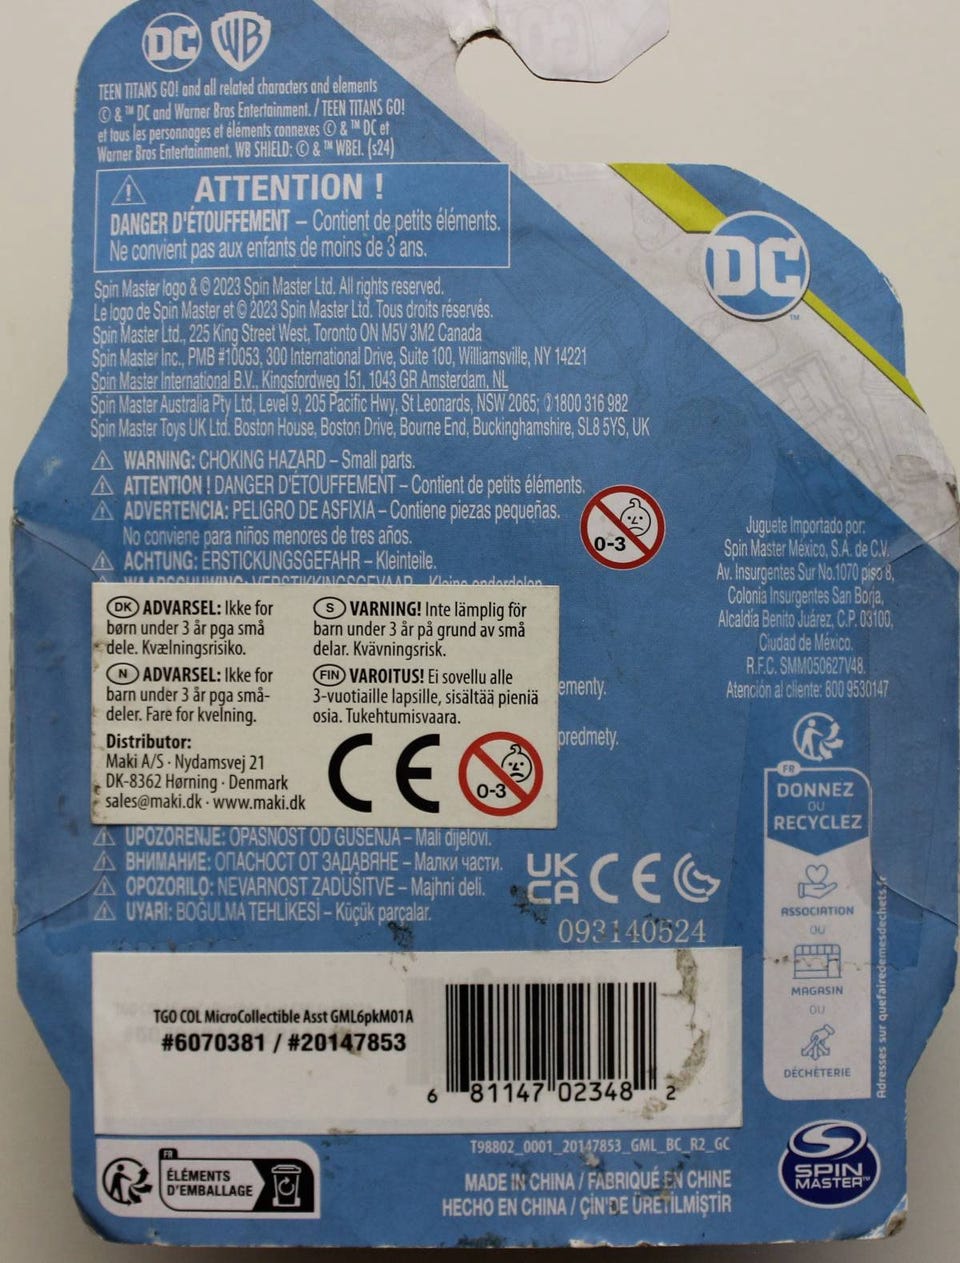 DC WB
TEEN TITANS GO! and all related characters and elements
© & ™ DC and Warner Bros Entertainment. / TEEN TITANS GO!
et tous les personnages et éléments connexes © & ™ DC et
Warner Bros Entertainment. WB SHIELD: © & ™ WBEI. (s24)
ATTENTION !
DANGER D'ÉTOUFFEMENT – Contient de petits éléments.
Ne convient pas aux enfants de moins de 3 ans.
DC™
Spin Master logo & © 2023 Spin Master Ltd. All rights reserved.
Le logo de Spin Master et © 2023 Spin Master Ltd. Tous droits réservés.
Spin Master Ltd., 225 King Street West, Toronto ON M5V 3M2 Canada
Spin Master Inc., PMB #10053, 300 International Drive, Suite 100, Williamsville, NY 14221
Spin Master International B.V., Kingsfordweg 151, 1043 GR Amsterdam, NL
Spin Master Australia Pty Ltd, Level 9, 205 Pacific Hwy, St Leonards, NSW 2065; 1800 316 982
Spin Master Toys UK Ltd. Boston House, Boston Drive, Bourne End, Buckinghamshire, SL8 5YS, UK
WARNING: CHOKING HAZARD – Small parts.
ATTENTION ! DANGER D'ÉTOUFFEMENT – Contient de petits éléments.
ADVERTENCIA: PELIGRO DE ASFIXIA – Contiene piezas pequeñas.
No conviene para niños menores de tres años.
ACHTUNG: ERSTICKUNGSGEFAHR – Kleinteile.
WAARSCHUWING: VERSTIKKINGSGEVAAR – Kleine onderdelen
0-3
Juguete Importado por:
Spin Master México, S.A. de C.V.
Av. Insurgentes Sur No.1070 piso 8,
Colonia Insurgentes San Borja,
Alcaldía Benito Juárez, C.P. 03100,
Ciudad de México.
R.F.C. SMM050627V48.
Atención al cliente: 800 9530147
DK ADVARSEL: Ikke for
børn under 3 år pga små
dele. Kvælningsrisiko.
N ADVARSEL: Ikke for
barn under 3 år pga små-
deler. Fare for kvelning.
Distributor:
Maki A/S · Nydamsvej 21
DK-8362 Hørning · Denmark
sales@maki.dk · www.maki.dk
S VARNING! Inte lämplig för
barn under 3 år på grund av små
delar. Kvävningsrisk.
FIN VAROITUS! Ei sovellu alle
3-vuotiaille lapsille, sisältää pieniä
osia. Tukehtumisvaara.
CE 0-3
ementy.
predmety.
UPOZORENJE: OPASNOST OD GUŠENJA – Mali dijelovi.
ВНИМАНИЕ: ОПАСНОСТ ОТ ЗАДАВЯНЕ – Малки части.
OPOZORILO: NEVARNOST ZADUŠITVE – Majhni deli.
UYARI: BOĞULMA TEHLİKESİ – Küçük parçalar.
UK
CA CE
093140524
FR
DONNEZ
OU
RECYCLEZ
ASSOCIATION
OU
MAGASIN
OU
DÉCHÈTERIE
Adresses sur quefairedemesdechets.fr
TGO COL MicroCollectible Asst GML6pkM01A
#6070381 / #20147853
6 81147 02348 2
T98802_0001_20147853_GML_BC_R2_GC
FR
ÉLÉMENTS
D'EMBALLAGE
MADE IN CHINA / FABRIQUÉ EN CHINE
HECHO EN CHINA / ÇİN'DE ÜRETİLMİŞTİR
SPIN
MASTER™